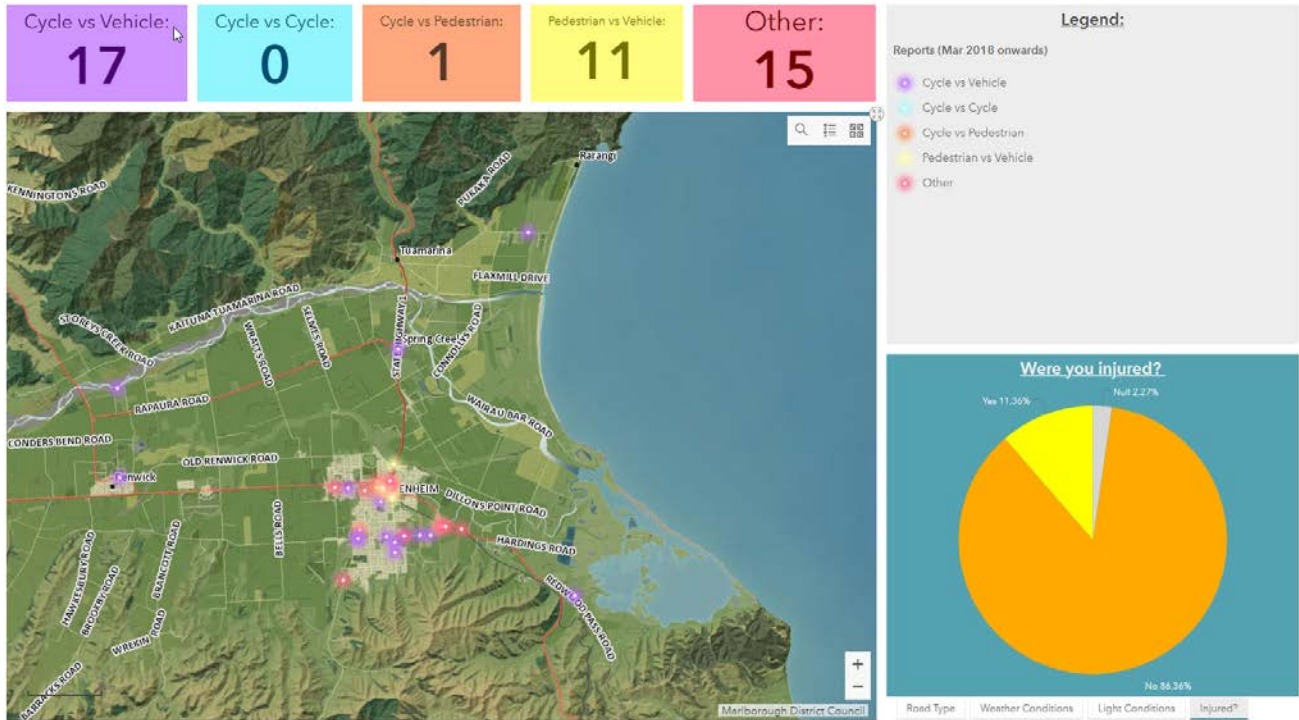 Cycle vs Vehicle:
17
Cycle vs Cycle:
0
Cycle vs Pedestrian:
1
Pedestrian vs Vehicle:
11
Other:
15
Legend:
Reports (Mar 2018 onwards)
Cycle vs Vehicle
Cycle vs Cycle
Cycle vs Pedestrian
Pedestrian vs Vehicle
Other
Rarangi
PUKAKA ROAD
KENNINGTONS ROAD
Tuamarina
FLAXMILL DRIVE
KAITUNA TUAMARINA ROAD
STOREYS CREEK ROAD
SELMES ROAD
WRATTS ROAD
STATE HIGHWAY 1
Spring Creek
CONNOLLYS ROAD
RAPAURA ROAD
WAIRAU BAR ROAD
CONDERS BEND ROAD
OLD RENWICK ROAD
Renwick
ENHEIM
DILLONS POINT ROAD
BELLS ROAD
HARDINGS ROAD
HAWKESBURY ROAD
BROOKBY ROAD
BRANCOTT ROAD
WREKIN ROAD
REDWOOD PASS ROAD
BARRACKS ROAD
+
−
Marlborough District Council
Were you injured?
Null 2.27%
Yes 11.36%
No 86.36%
Road Type
Weather Conditions
Light Conditions
Injured?